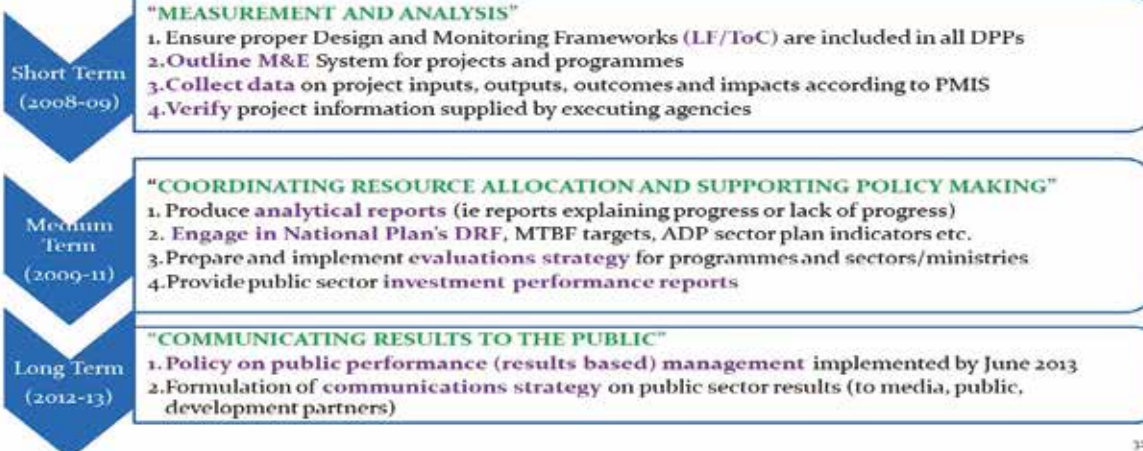 Short Term
(2008-09)
"MEASUREMENT AND ANALYSIS"
1. Ensure proper Design and Monitoring Frameworks (LF/ToC) are included in all DPPs
2.Outline M&E System for projects and programmes
3.Collect data on project inputs, outputs, outcomes and impacts according to PMIS
4.Verify project information supplied by executing agencies
Medium
Term
(2009-11)
"COORDINATING RESOURCE ALLOCATION AND SUPPORTING POLICY MAKING"
1. Produce analytical reports (ie reports explaining progress or lack of progress)
2. Engage in National Plan's DRF, MTBF targets, ADP sector plan indicators etc.
3.Prepare and implement evaluations strategy for programmes and sectors/ministries
4.Provide public sector investment performance reports
Long Term
(2012-13)
"COMMUNICATING RESULTS TO THE PUBLIC"
1.Policy on public performance (results based) management implemented by June 2013
2.Formulation of communications strategy on public sector results (to media, public,
development partners)